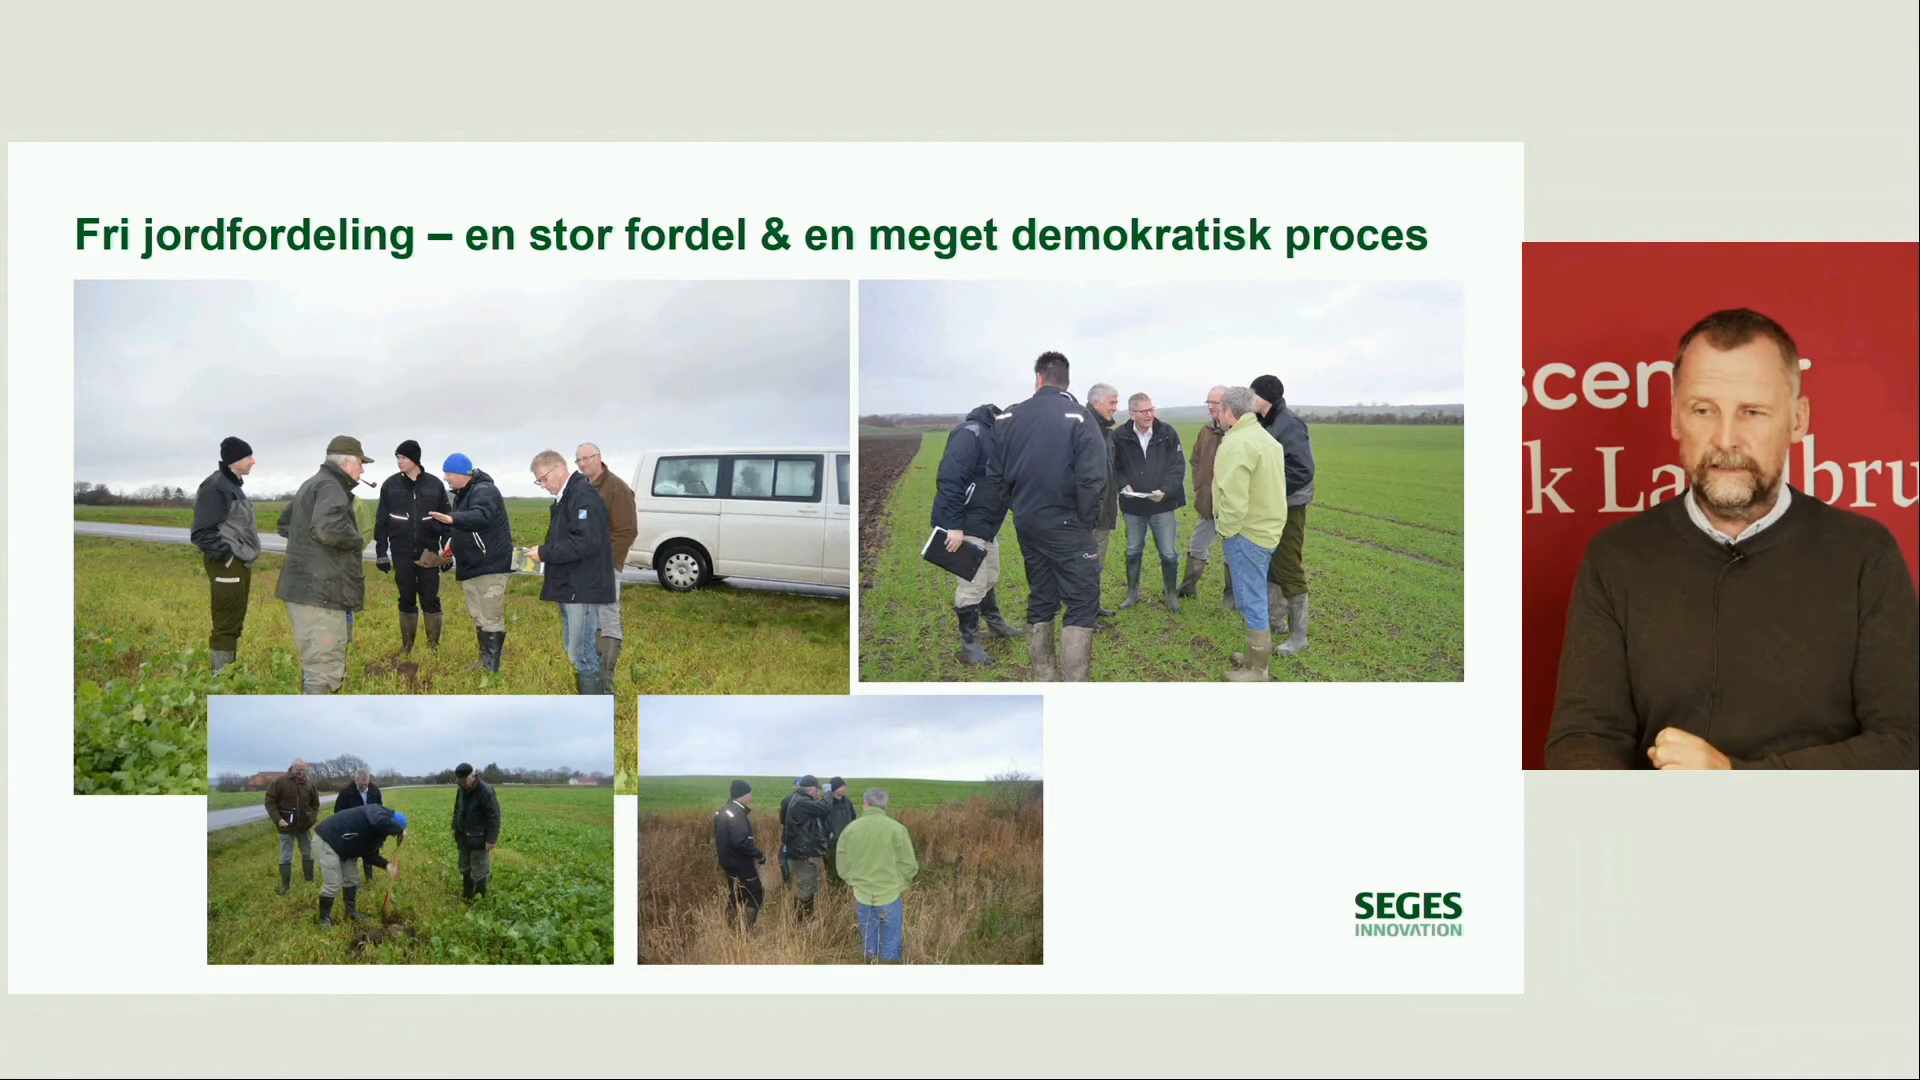 Fri jordfordeling – en stor fordel & en meget demokratisk proces
SEGES
INNOVATION